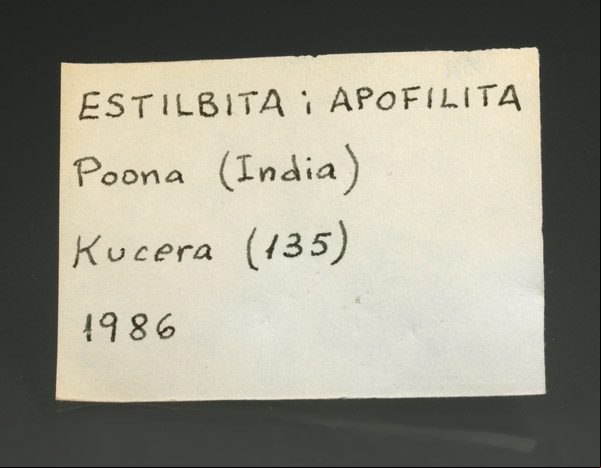 ESTILBITA i APOFILITA
Poona (India)
Kucera (135)
1986